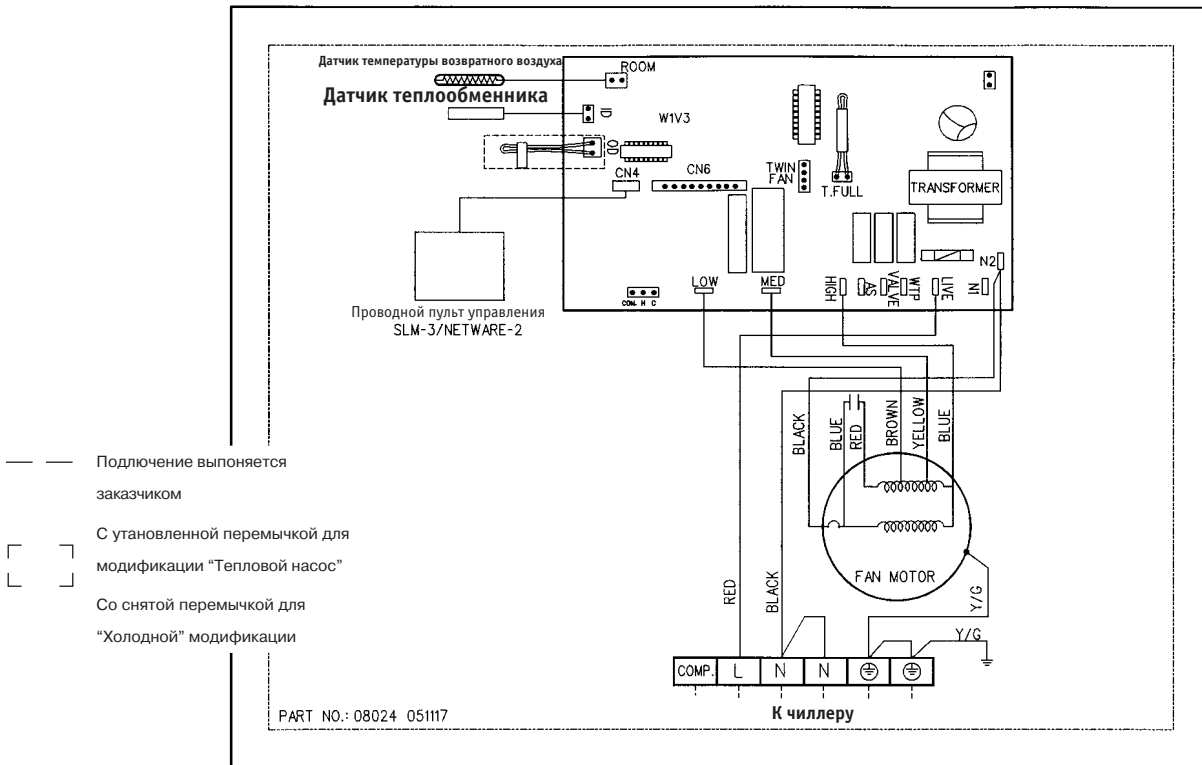 Датчик температуры возвратного воздуха
ROOM
Датчик теплообменника
ID
W1V3
OD
CN4
CN6
TWIN
FAN
T.FULL
TRANSFORMER
N2
LOW
MED
HIGH
AS
VALVE
WTP
LIVE
N1
COM. H C
Проводной пульт управления
SLM-3/NETWARE-2
BLACK
BLUE
RED
BROWN
YELLOW
BLUE
Подлючение выпоняется
заказчиком
С утановленной перемычкой для
модификации “Тепловой насос”
Со снятой перемычкой для
“Холодной” модификации
FAN MOTOR
RED
BLACK
Y/G
Y/G
COMP. L N N
К чиллеру
PART NO.: 08024 051117